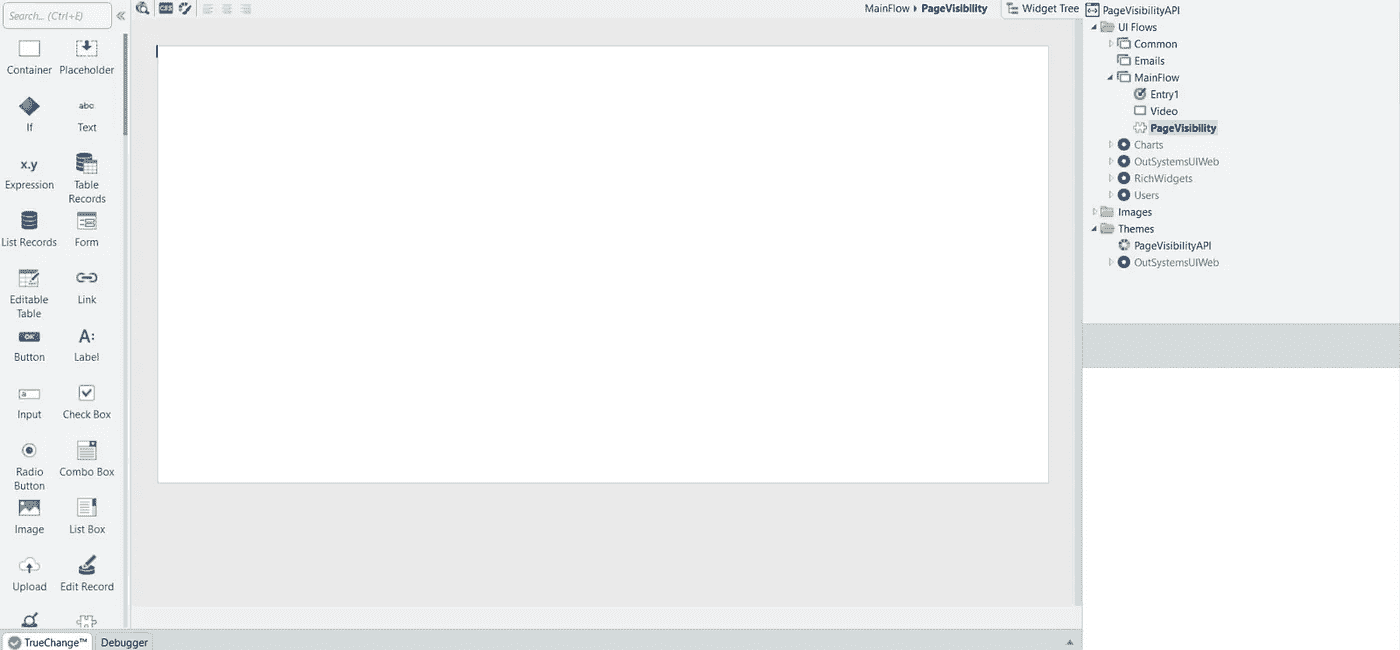 Search... (Ctrl+E)
Container
Placeholder
If
abc
Text
x.y
Expression
Table
Records
List Records
Form
Editable
Table
Link
OK
Button
A:
Label
Input
Check Box
Radio
Button
Combo Box
Image
List Box
Upload
Edit Record
CSS
MainFlow
PageVisibility
Widget Tree
PageVisibilityAPI
UI Flows
Common
Emails
MainFlow
Entry1
Video
PageVisibility
Charts
OutSystemsUIWeb
RichWidgets
Users
Images
Themes
PageVisibilityAPI
OutSystemsUIWeb
TrueChange™
Debugger